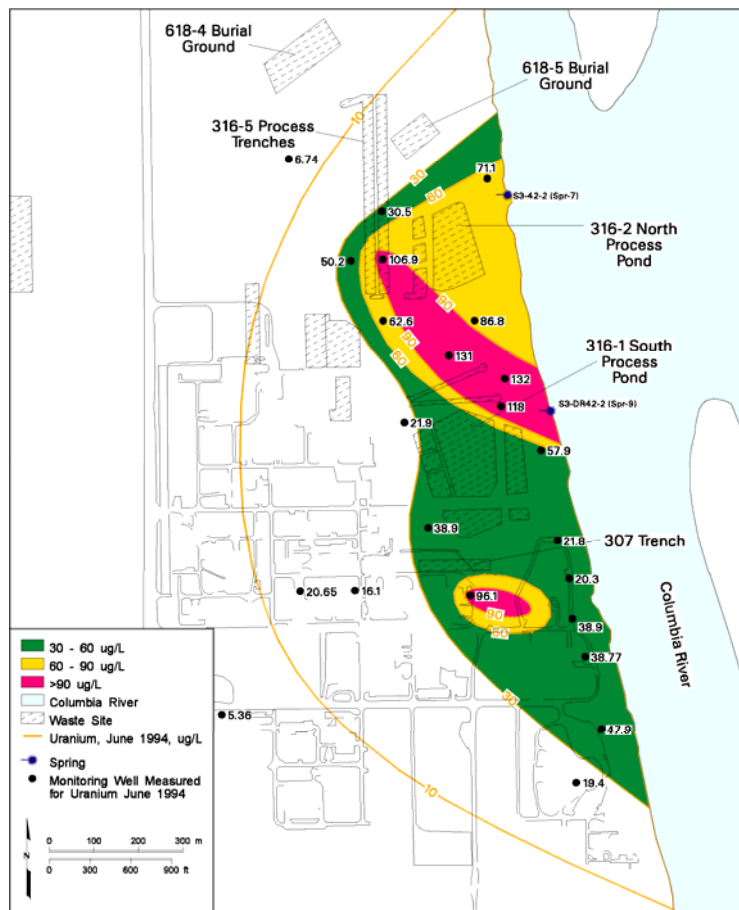 618-4 Burial
Ground
618-5 Burial
Ground
316-5 Process
Trenches
10
6.74
30
71.1
60
S3-42-2 (Spr-7)
30.5
316-2 North
Process
Pond
50.2
106.9
90
62.6
86.8
90
316-1 South
Process
Pond
131
60
132
118
S3-DR42-2 (Spr-9)
21.9
57.9
38.9
21.8
307 Trench
20.3
20.65
16.1
96.1
90
60
38.9
Columbia River
38.77
30
5.36
47.9
19.4
10
30 - 60 ug/L
60 - 90 ug/L
>90 ug/L
Columbia River
Waste Site
Uranium, June 1994, ug/L
Spring
Monitoring Well Measured
for Uranium June 1994
N
0 100 200 300 m
0 300 600 900 ft